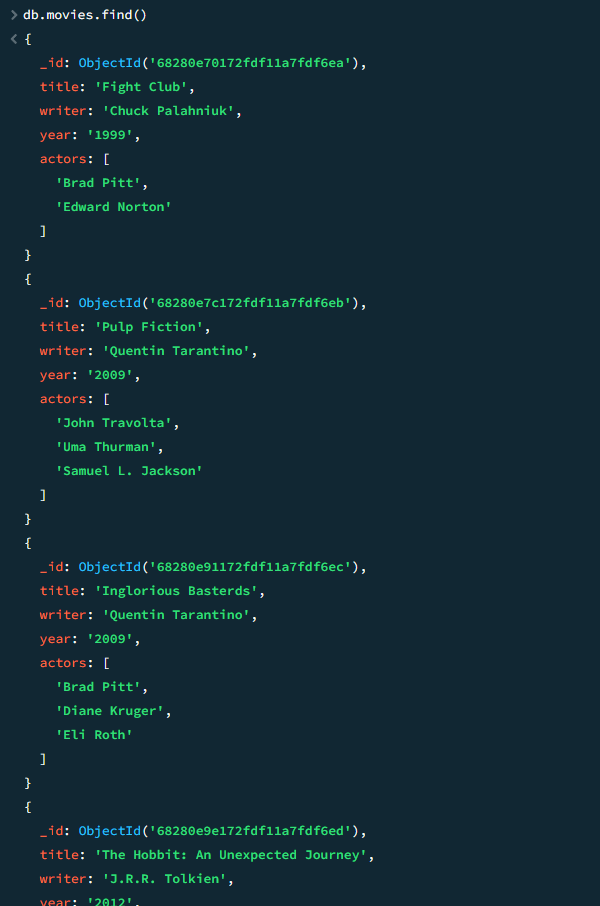 > db.movies.find()
< {
_id: ObjectId('68280e70172fdf11a7fdf6ea'),
title: 'Fight Club',
writer: 'Chuck Palahniuk',
year: '1999',
actors: [
'Brad Pitt',
'Edward Norton'
]
}
{
_id: ObjectId('68280e7c172fdf11a7fdf6eb'),
title: 'Pulp Fiction',
writer: 'Quentin Tarantino',
year: '2009',
actors: [
'John Travolta',
'Uma Thurman',
'Samuel L. Jackson'
]
}
{
_id: ObjectId('68280e91172fdf11a7fdf6ec'),
title: 'Inglorious Basterds',
writer: 'Quentin Tarantino',
year: '2009',
actors: [
'Brad Pitt',
'Diane Kruger',
'Eli Roth'
]
}
{
_id: ObjectId('68280e9e172fdf11a7fdf6ed'),
title: 'The Hobbit: An Unexpected Journey',
writer: 'J.R.R. Tolkien',
year: '2012',